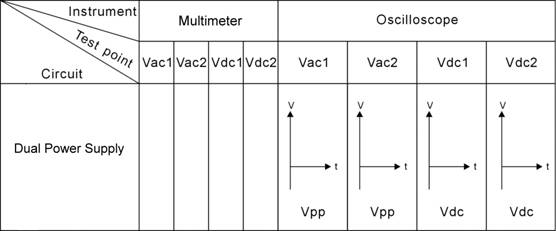 Instrument Multimeter Oscilloscope
Test point
Circuit Vac1 Vac2 Vdc1 Vdc2 Vac1 Vac2 Vdc1 Vdc2
V V V V
Dual Power Supply
t t t t
Vpp Vpp Vdc Vdc